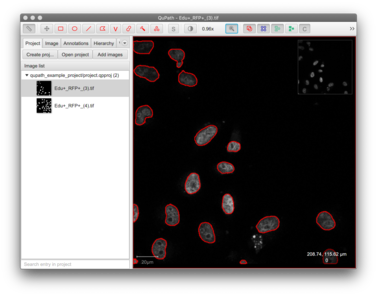 QuPath - Edu+_RFP+_(3).tif
S
0.96x
C
>>
Project
Image
Annotations
Hierarchy
Create proj...
Open project
Add images
Image list
qupath_example_project/project.qpproj (2)
Edu+_RFP+_(3).tif
Edu+_RFP+_(4).tif
Search entry in project
20µm
208.74, 115.62 µm
0